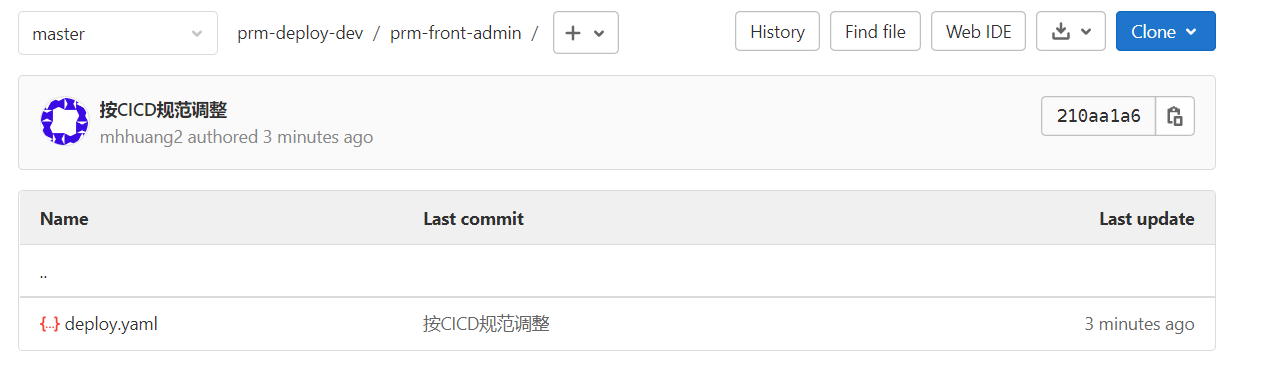 master
prm-deploy-dev / prm-front-admin /
History
Find file
Web IDE
Clone
按CICD规范调整
mhhuang2 authored 3 minutes ago
210aa1a6
Name Last commit Last update
..
{...} deploy.yaml 按CICD规范调整 3 minutes ago